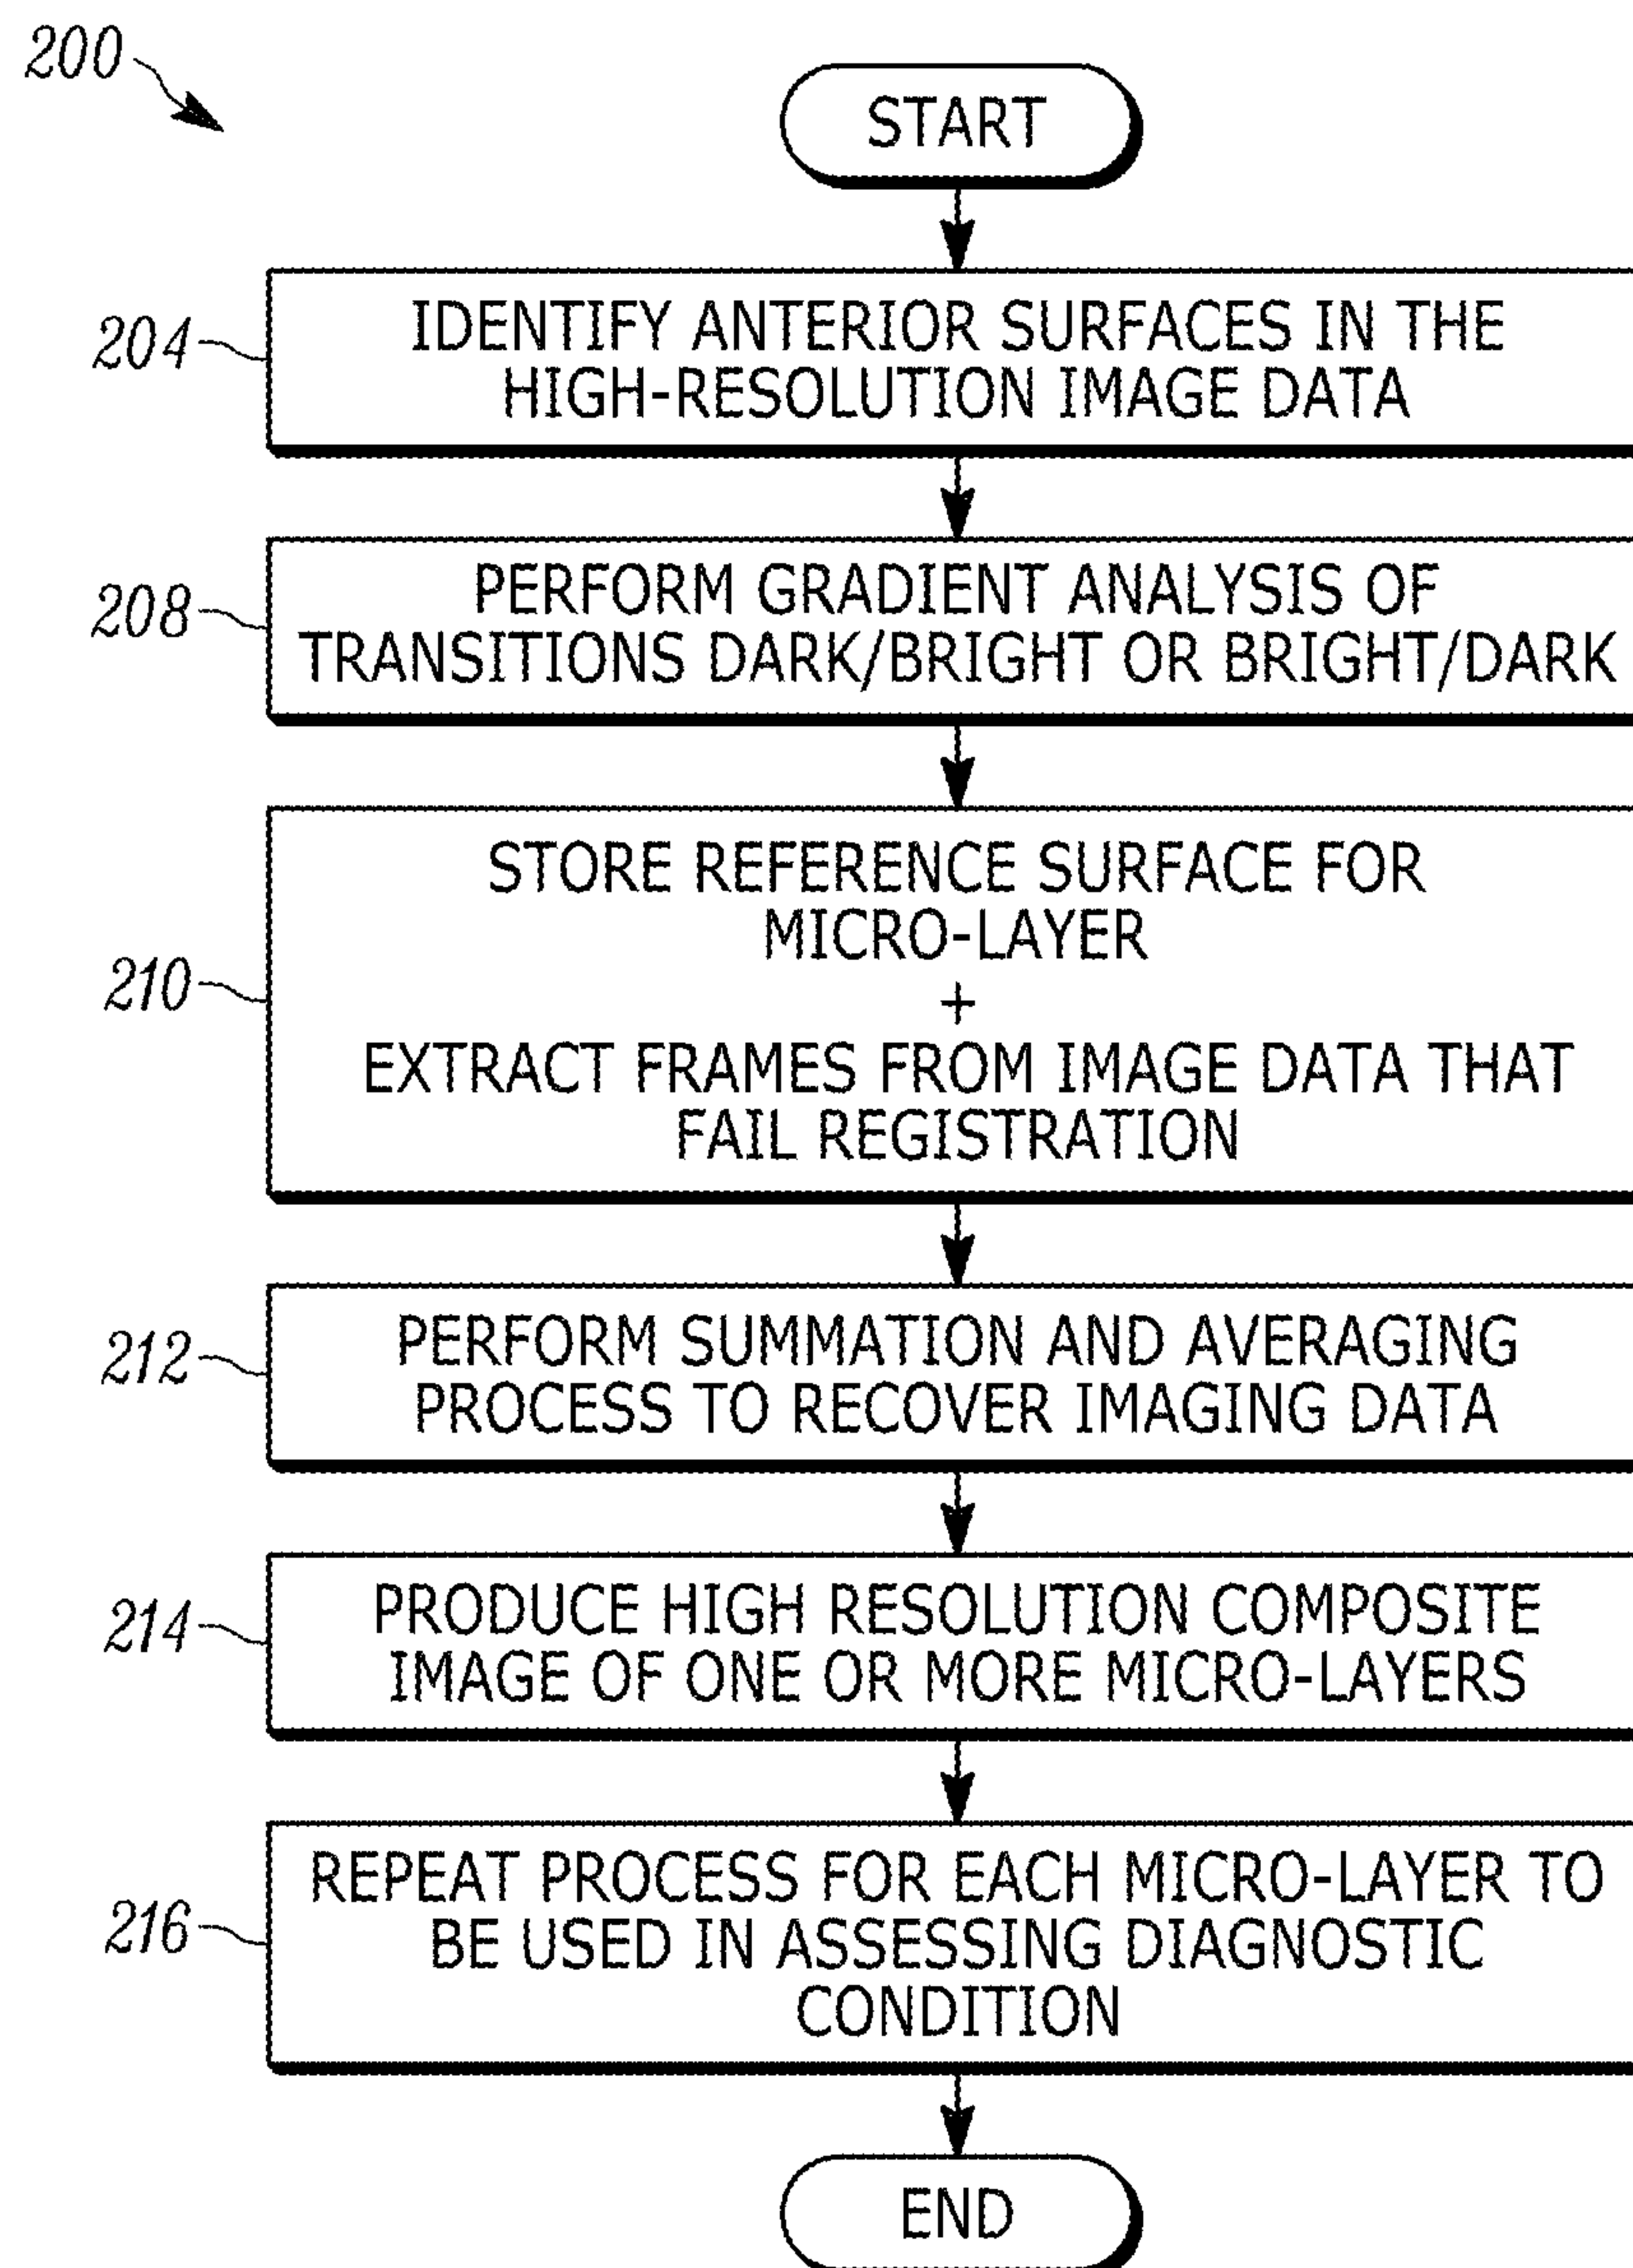 200
START
204
IDENTIFY ANTERIOR SURFACES IN THE
HIGH-RESOLUTION IMAGE DATA
208
PERFORM GRADIENT ANALYSIS OF
TRANSITIONS DARK/BRIGHT OR BRIGHT/DARK
210
STORE REFERENCE SURFACE FOR
MICRO-LAYER
+
EXTRACT FRAMES FROM IMAGE DATA THAT
FAIL REGISTRATION
212
PERFORM SUMMATION AND AVERAGING
PROCESS TO RECOVER IMAGING DATA
214
PRODUCE HIGH RESOLUTION COMPOSITE
IMAGE OF ONE OR MORE MICRO-LAYERS
216
REPEAT PROCESS FOR EACH MICRO-LAYER TO
BE USED IN ASSESSING DIAGNOSTIC
CONDITION
END